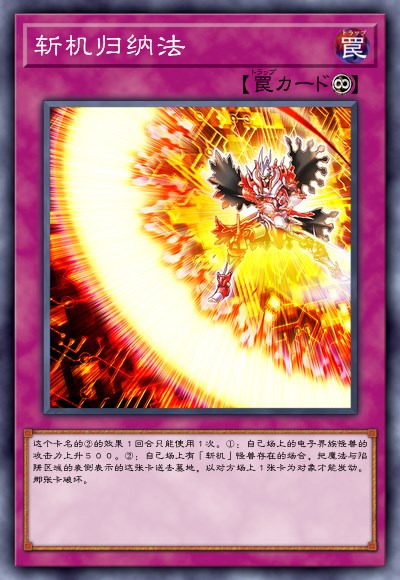 斩机归纳法
トラップ
罠
トラップ
【罠カード
】
这个卡名的②的效果1回合只能使用1次。①:自己场上的电子界族怪兽的
攻击力上升500。②:自己场上有「斩机」怪兽存在的场合,把魔法与陷
阱区域的表侧表示的这张卡送去墓地,以对方场上1张卡为对象才能发动。
那张卡破坏。